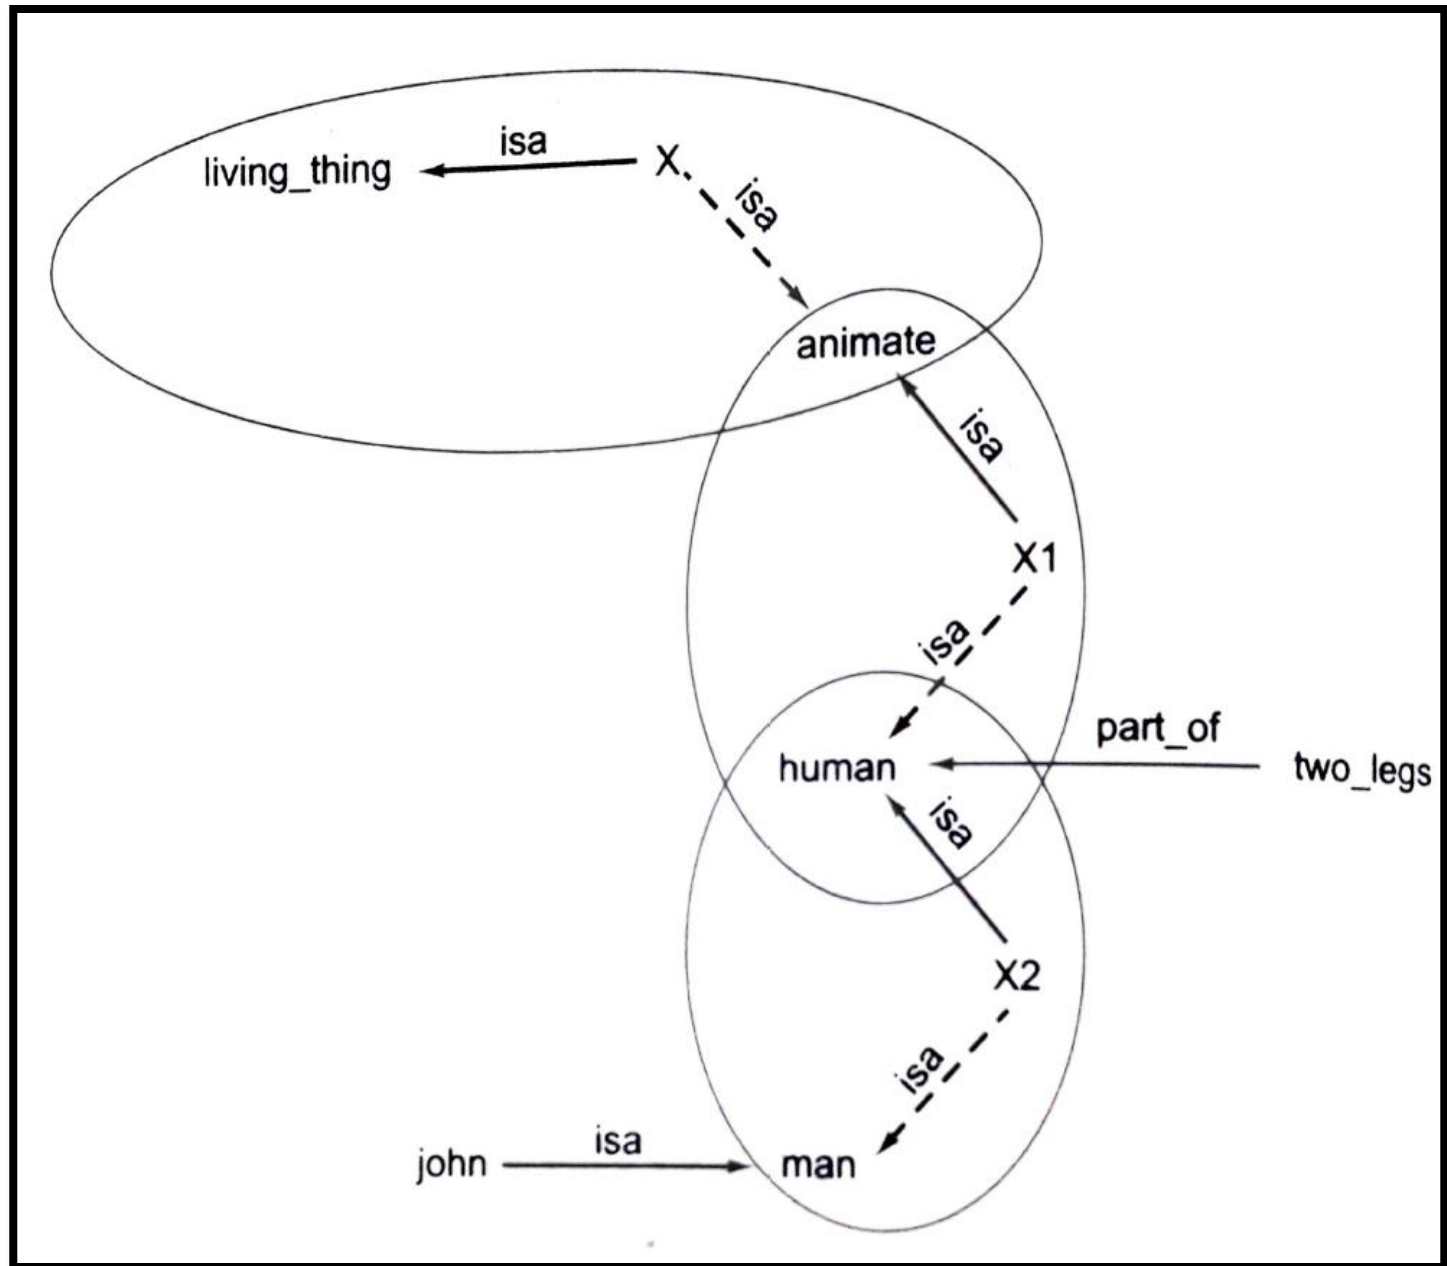 isa
living_thing
X
isa
animate
isa
X1
isa
part_of
human
two_legs
isa
X2
isa
isa
john
man